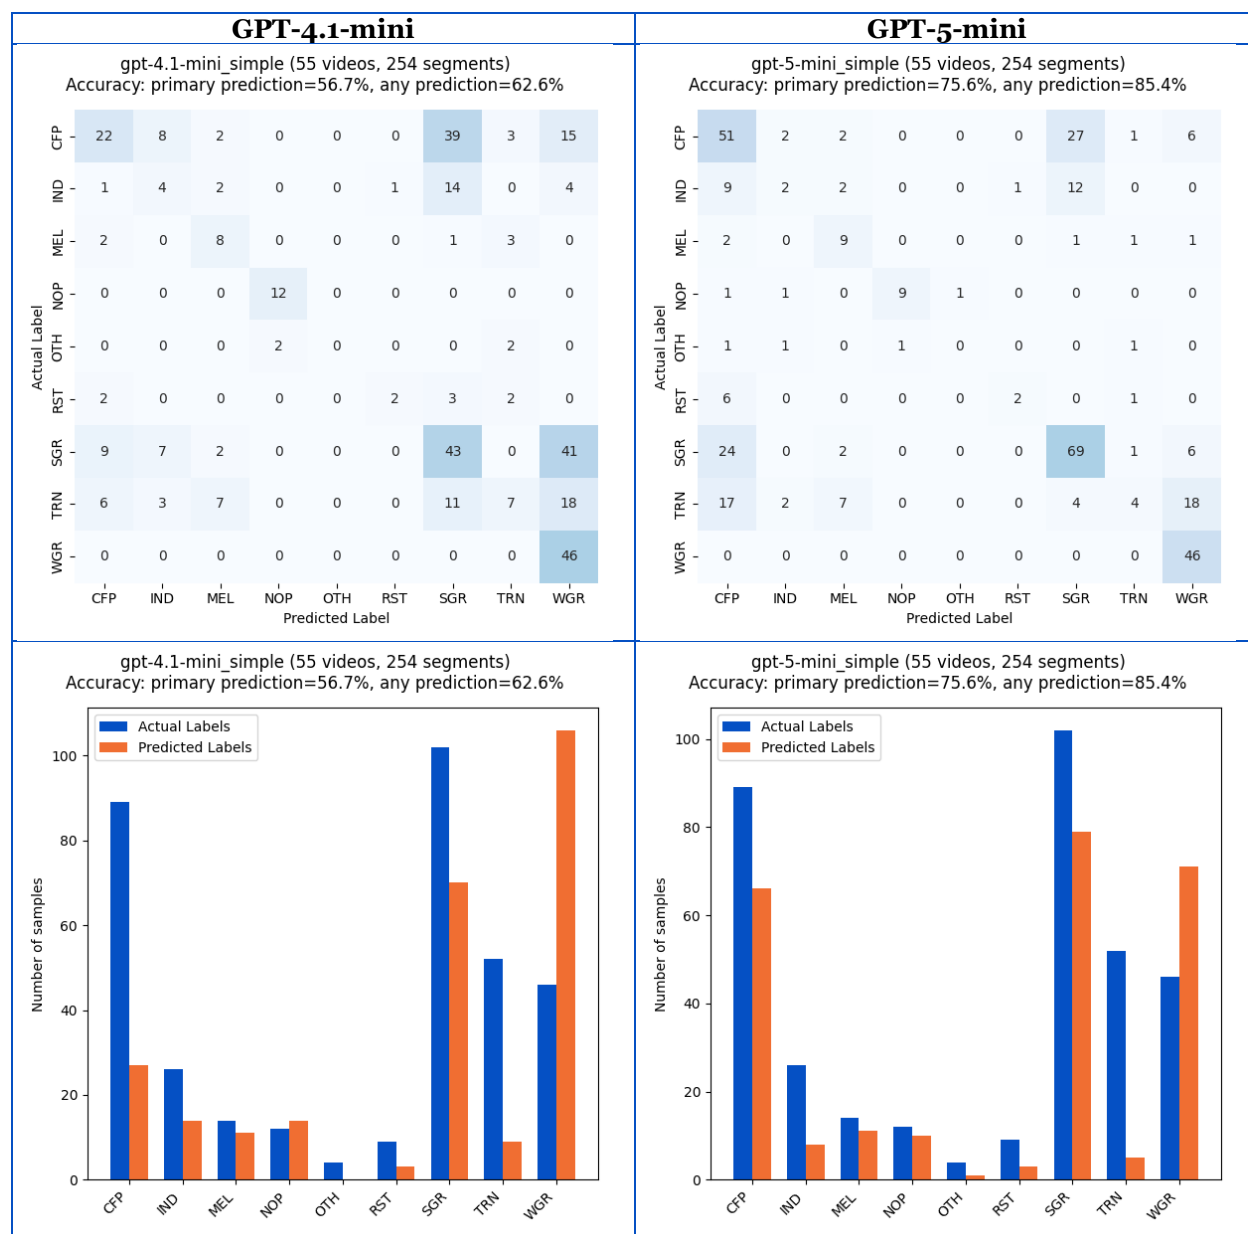 GPT-4.1-mini
GPT-5-mini
gpt-4.1-mini_simple (55 videos, 254 segments)
Accuracy: primary prediction=56.7%, any prediction=62.6%
Actual Label
CFP 22 8 2 0 0 0 39 3 15
IND 1 4 2 0 0 1 14 0 4
MEL 2 0 8 0 0 0 1 3 0
NOP 0 0 0 12 0 0 0 0 0
OTH 0 0 0 2 0 0 0 2 0
RST 2 0 0 0 0 2 3 2 0
SGR 9 7 2 0 0 0 43 0 41
TRN 6 3 7 0 0 0 11 7 18
WGR 0 0 0 0 0 0 0 0 46
CFP IND MEL NOP OTH RST SGR TRN WGR
Predicted Label
gpt-5-mini_simple (55 videos, 254 segments)
Accuracy: primary prediction=75.6%, any prediction=85.4%
Actual Label
CFP 51 2 2 0 0 0 27 1 6
IND 9 2 2 0 0 1 12 0 0
MEL 2 0 9 0 0 0 1 1 1
NOP 1 1 0 9 1 0 0 0 0
OTH 1 1 0 1 0 0 0 1 0
RST 6 0 0 0 0 2 0 1 0
SGR 24 0 2 0 0 0 69 1 6
TRN 17 2 7 0 0 0 4 4 18
WGR 0 0 0 0 0 0 0 0 46
CFP IND MEL NOP OTH RST SGR TRN WGR
Predicted Label
gpt-4.1-mini_simple (55 videos, 254 segments)
Accuracy: primary prediction=56.7%, any prediction=62.6%
Actual Labels
Predicted Labels
Number of samples
100
80
60
40
20
0
CFP IND MEL NOP OTH RST SGR TRN WGR
gpt-5-mini_simple (55 videos, 254 segments)
Accuracy: primary prediction=75.6%, any prediction=85.4%
Actual Labels
Predicted Labels
Number of samples
100
80
60
40
20
0
CFP IND MEL NOP OTH RST SGR TRN WGR